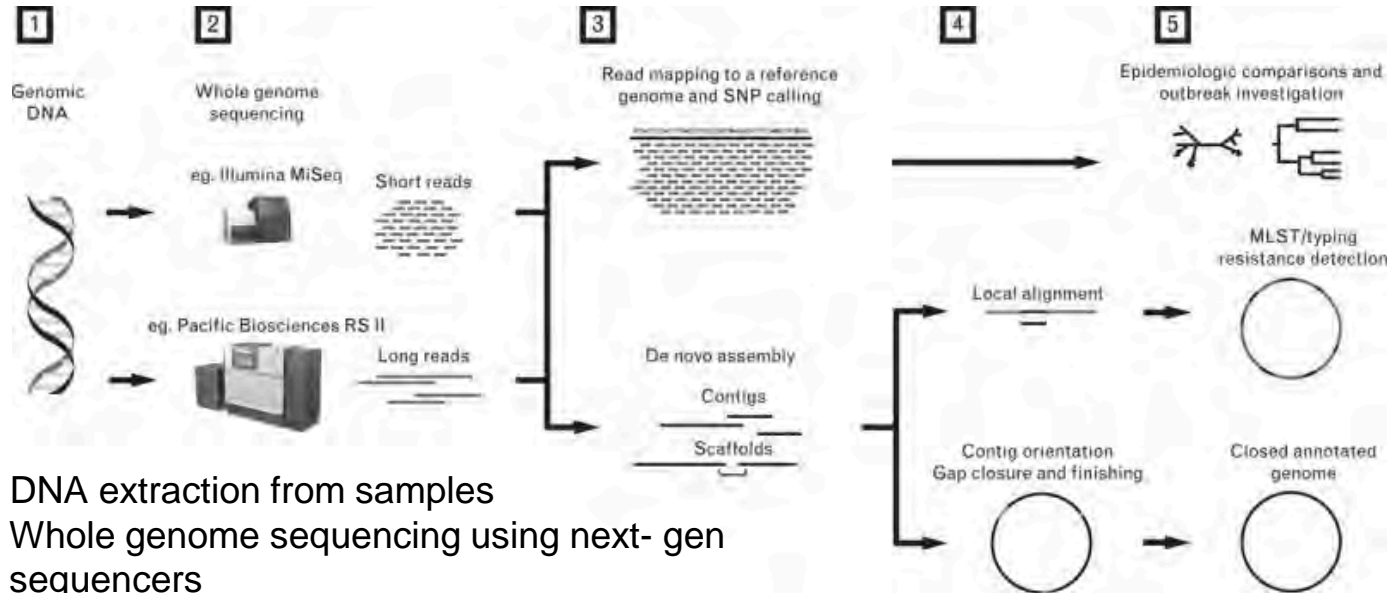 1
2
3
4
5
Genomic
DNA
Whole genome
sequencing
eg. Illumina MiSeq
Short reads
eg. Pacific Biosciences RS II
Long reads
Read mapping to a reference
genome and SNP calling
De novo assembly
Contigs
Scaffolds
Local alignment
Contig orientation
Gap closure and finishing
Epidemiologic comparisons and
outbreak investigation
MLST/typing
resistance detection
Closed annotated
genome
DNA extraction from samples
Whole genome sequencing using next- gen
sequencers